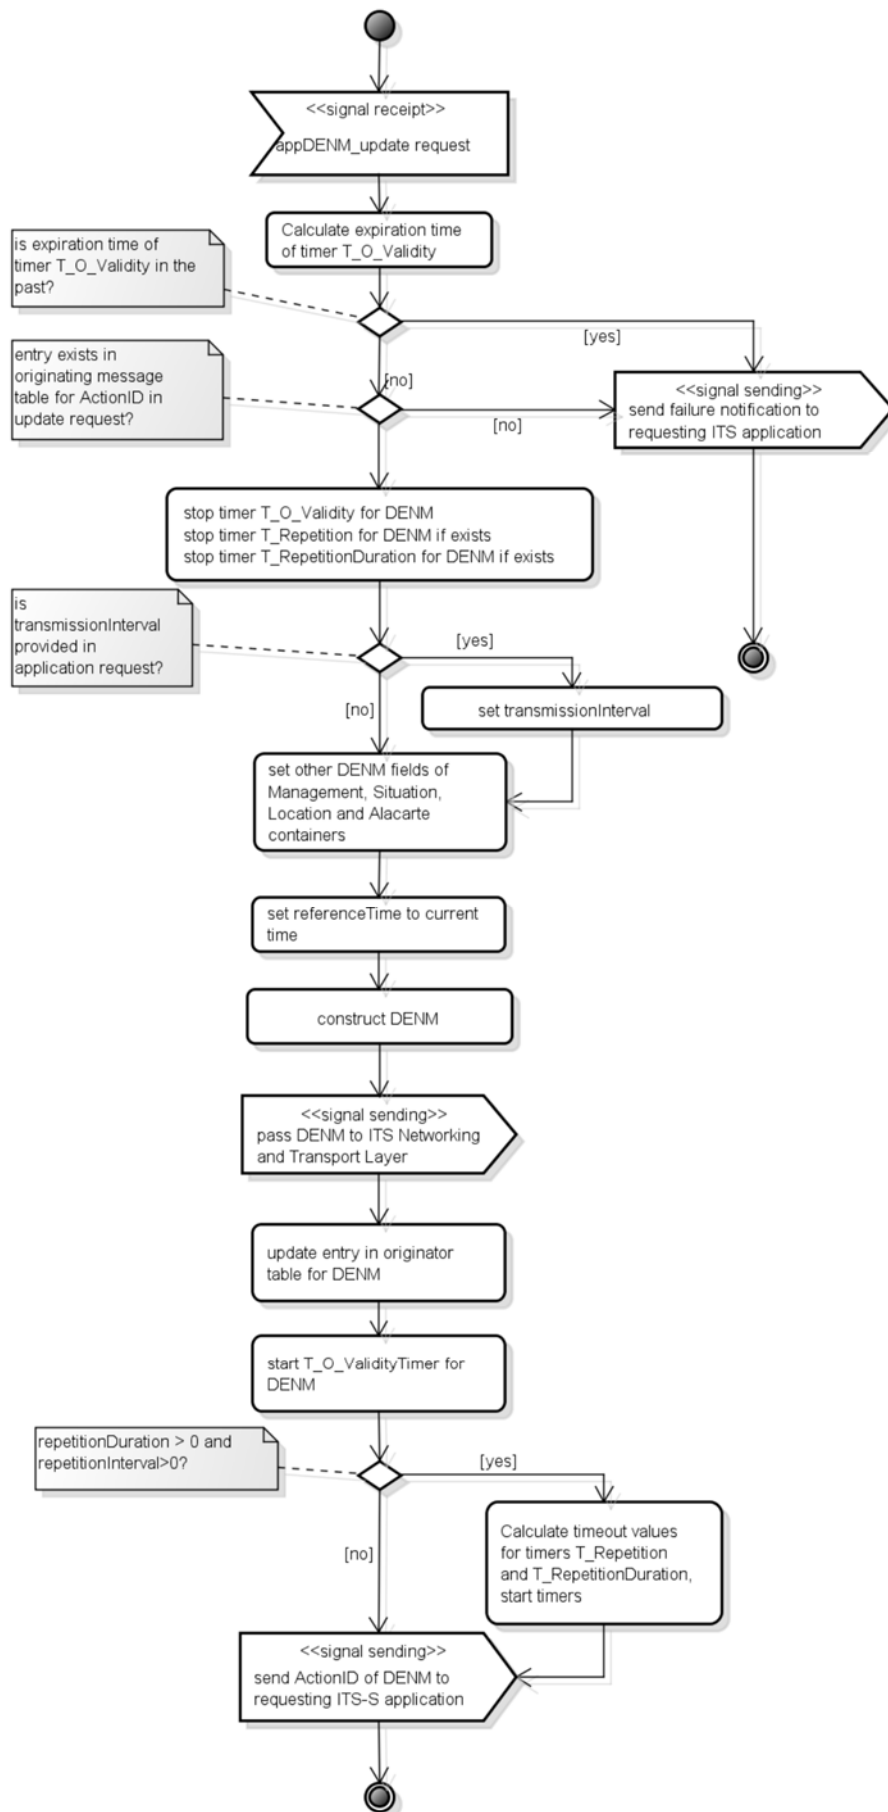 <<signal receipt>>
appDENM_update request
Calculate expiration time
of timer T_O_Validity
is expiration time of
timer T_O_Validity in the
past?
[yes]
[no]
entry exists in
originating message
table for ActionID in
update request?
[no]
<<signal sending>>
send failure notification to
requesting ITS application
stop timer T_O_Validity for DENM
stop timer T_Repetition for DENM if exists
stop timer T_RepetitionDuration for DENM if exists
is
transmissionInterval
provided in
application request?
[yes]
set transmissionInterval
[no]
set other DENM fields of
Management, Situation,
Location and Alacarte
containers
set referenceTime to current
time
construct DENM
<<signal sending>>
pass DENM to ITS Networking
and Transport Layer
update entry in originator
table for DENM
start T_O_ValidityTimer for
DENM
repetitionDuration > 0 and
repetitionInterval>0?
[yes]
Calculate timeout values
for timers T_Repetition
and T_RepetitionDuration,
start timers
[no]
<<signal sending>>
send ActionID of DENM to
requesting ITS-S application